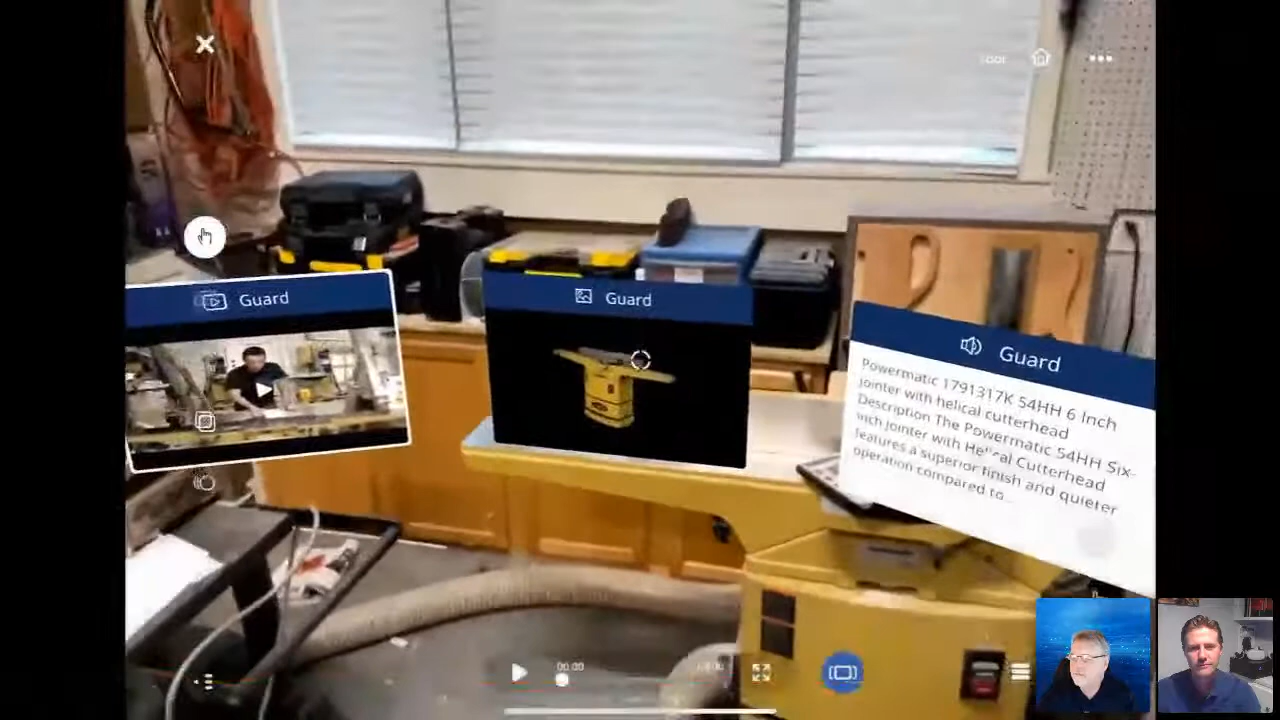 Guard
Guard
Guard
Powermatic 1791317K 54HH 6 Inch
Jointer with helical cutterhead
Description The Powermatic 54HH Six-
inch Jointer with Helical Cutterhead
features a superior finish and quieter
operation compared to...
00:00